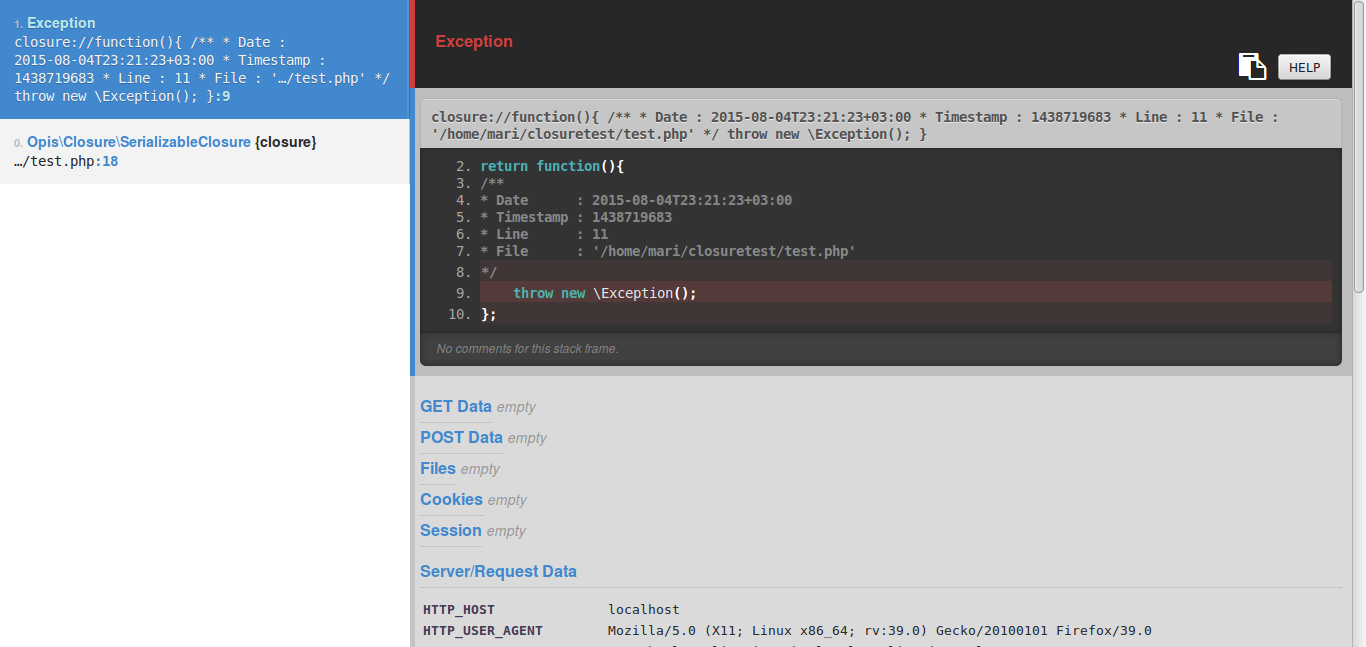 1. Exception
closure://function(){ /** * Date :
2015-08-04T23:21:23+03:00 * Timestamp :
1438719683 * Line : 11 * File : '…/test.php' */
throw new \Exception(); }:9
0. Opis\Closure\SerializableClosure {closure}
…/test.php:18
Exception
HELP
closure://function(){ /** * Date : 2015-08-04T23:21:23+03:00 * Timestamp : 1438719683 * Line : 11 * File :
'/home/mari/closuretest/test.php' */ throw new \Exception(); }
2. return function(){
3. /**
4. * Date      : 2015-08-04T23:21:23+03:00
5. * Timestamp : 1438719683
6. * Line      : 11
7. * File      : '/home/mari/closuretest/test.php'
8. */
9.     throw new \Exception();
10. };
No comments for this stack frame.
GET Data empty
POST Data empty
Files empty
Cookies empty
Session empty
Server/Request Data
HTTP_HOST localhost
HTTP_USER_AGENT Mozilla/5.0 (X11; Linux x86_64; rv:39.0) Gecko/20100101 Firefox/39.0